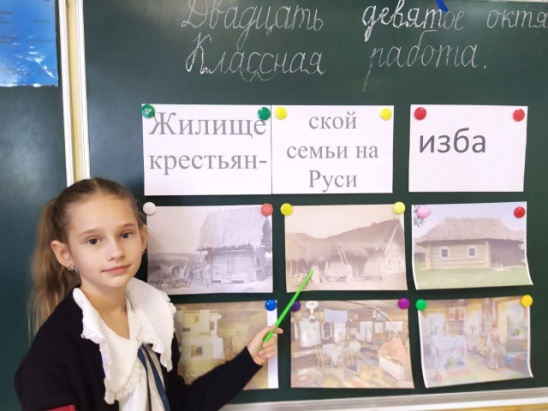 Двадцать девятое октя
Классная работа.
Жилище
крестьян-
ской
семьи на
Руси
изба